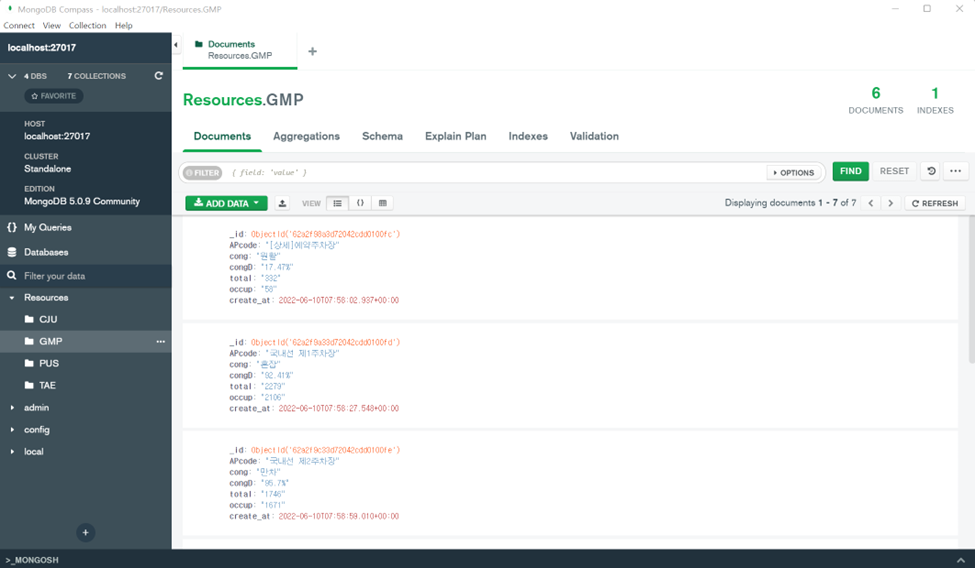 MongoDB Compass - localhost:27017/Resources.GMP
Connect View Collection Help
localhost:27017
Documents
Resources.GMP
4 DBS 7 COLLECTIONS
FAVORITE
HOST
localhost:27017
CLUSTER
Standalone
EDITION
MongoDB 5.0.9 Community
{} My Queries
Databases
Filter your data
Resources
CJU
GMP
PUS
TAE
admin
config
local
Resources.GMP
6 DOCUMENTS
1 INDEXES
Documents Aggregations Schema Explain Plan Indexes Validation
FILTER { field: 'value' } OPTIONS FIND RESET
ADD DATA VIEW {} Displaying documents 1 - 7 of 7 REFRESH
_id: ObjectId('62a2f98a3d72042cdd0100fc')
APcode: "[상세]예약주차장"
cong: "원활"
congD: "17.47%"
total: "332"
occup: "58"
create_at: 2022-06-10T07:58:02.937+00:00
_id: ObjectId('62a2f9a33d72042cdd0100fd')
APcode: "국내선 제1주차장"
cong: "혼잡"
congD: "92.41%"
total: "2279"
occup: "2106"
create_at: 2022-06-10T07:58:27.548+00:00
_id: ObjectId('62a2f9c33d72042cdd0100fe')
APcode: "국내선 제2주차장"
cong: "만차"
congD: "95.7%"
total: "1746"
occup: "1671"
create_at: 2022-06-10T07:58:59.010+00:00
>_MONGOSH